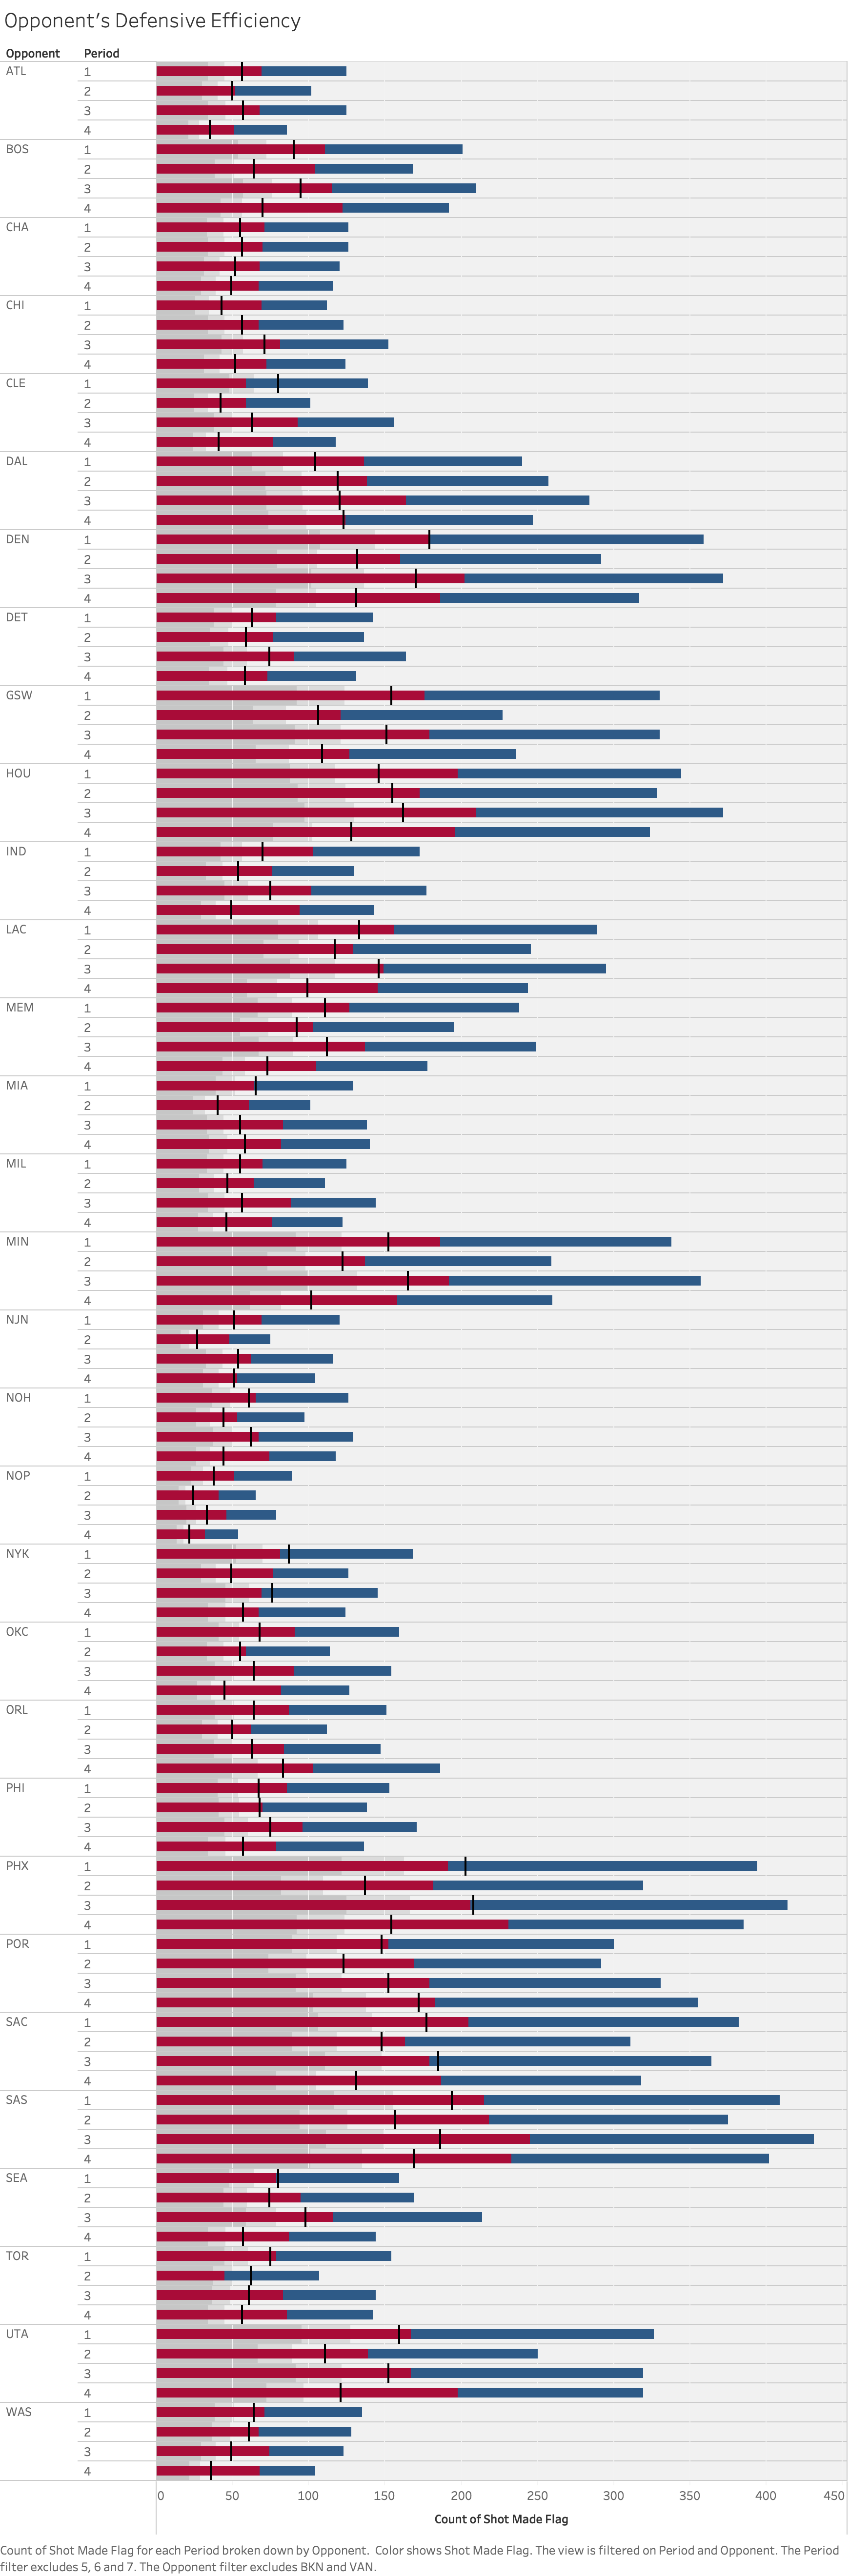 Opponent's Defensive Efficiency
Opponent Period
ATL 1
2
3
4
BOS 1
2
3
4
CHA 1
2
3
4
CHI 1
2
3
4
CLE 1
2
3
4
DAL 1
2
3
4
DEN 1
2
3
4
DET 1
2
3
4
GSW 1
2
3
4
HOU 1
2
3
4
IND 1
2
3
4
LAC 1
2
3
4
MEM 1
2
3
4
MIA 1
2
3
4
MIL 1
2
3
4
MIN 1
2
3
4
NJN 1
2
3
4
NOH 1
2
3
4
NOP 1
2
3
4
NYK 1
2
3
4
OKC 1
2
3
4
ORL 1
2
3
4
PHI 1
2
3
4
PHX 1
2
3
4
POR 1
2
3
4
SAC 1
2
3
4
SAS 1
2
3
4
SEA 1
2
3
4
TOR 1
2
3
4
UTA 1
2
3
4
WAS 1
2
3
4
0 50 100 150 200 250 300 350 400 450
Count of Shot Made Flag
Count of Shot Made Flag for each Period broken down by Opponent. Color shows Shot Made Flag. The view is filtered on Period and Opponent. The Period
filter excludes 5, 6 and 7. The Opponent filter excludes BKN and VAN.